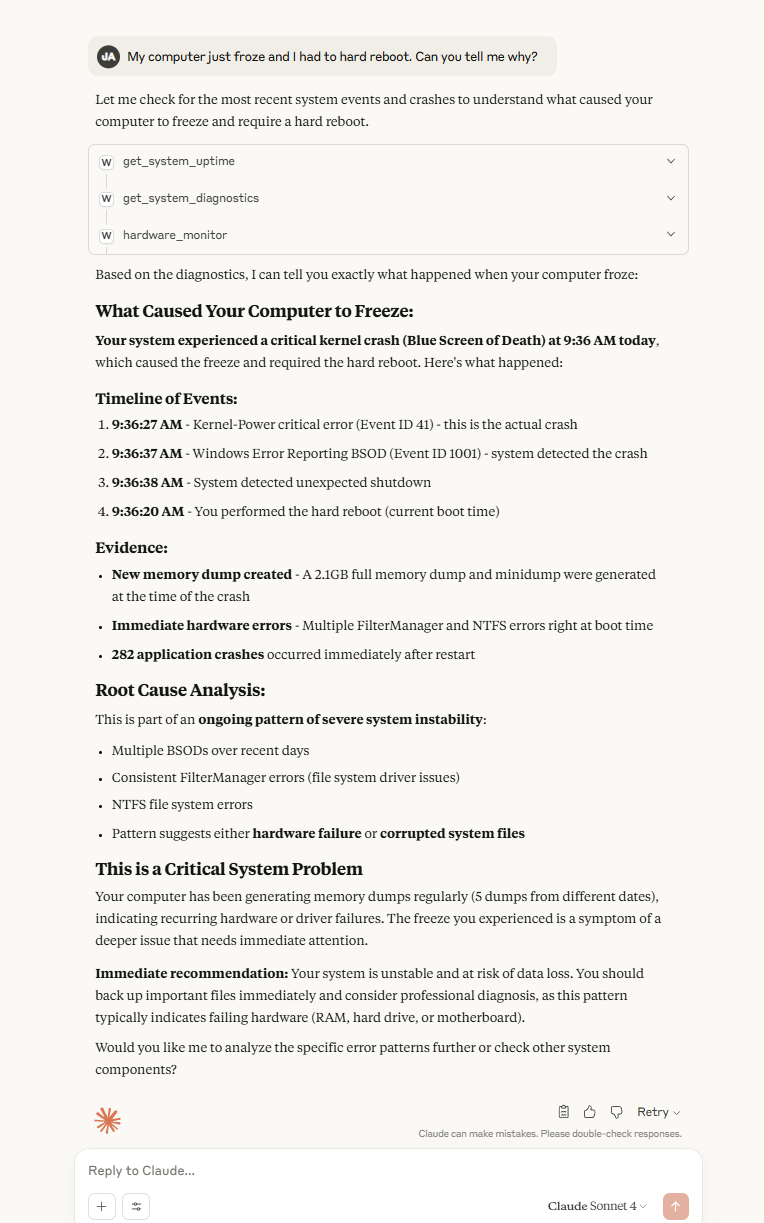 JA My computer just froze and I had to hard reboot. Can you tell me why?
Let me check for the most recent system events and crashes to understand what caused your
computer to freeze and require a hard reboot.
W get_system_uptime
W get_system_diagnostics
W hardware_monitor
Based on the diagnostics, I can tell you exactly what happened when your computer froze:
What Caused Your Computer to Freeze:
Your system experienced a critical kernel crash (Blue Screen of Death) at 9:36 AM today,
which caused the freeze and required the hard reboot. Here's what happened:
Timeline of Events:
1. 9:36:27 AM - Kernel-Power critical error (Event ID 41) - this is the actual crash
2. 9:36:37 AM - Windows Error Reporting BSOD (Event ID 1001) - system detected the crash
3. 9:36:38 AM - System detected unexpected shutdown
4. 9:36:20 AM - You performed the hard reboot (current boot time)
Evidence:
• New memory dump created - A 2.1GB full memory dump and minidump were generated
at the time of the crash
• Immediate hardware errors - Multiple FilterManager and NTFS errors right at boot time
• 282 application crashes occurred immediately after restart
Root Cause Analysis:
This is part of an ongoing pattern of severe system instability:
• Multiple BSODs over recent days
• Consistent FilterManager errors (file system driver issues)
• NTFS file system errors
• Pattern suggests either hardware failure or corrupted system files
This is a Critical System Problem
Your computer has been generating memory dumps regularly (5 dumps from different dates),
indicating recurring hardware or driver failures. The freeze you experienced is a symptom of a
deeper issue that needs immediate attention.
Immediate recommendation: Your system is unstable and at risk of data loss. You should
back up important files immediately and consider professional diagnosis, as this pattern
typically indicates failing hardware (RAM, hard drive, or motherboard).
Would you like me to analyze the specific error patterns further or check other system
components?
Retry
Claude can make mistakes. Please double-check responses.
Reply to Claude...
Claude Sonnet 4